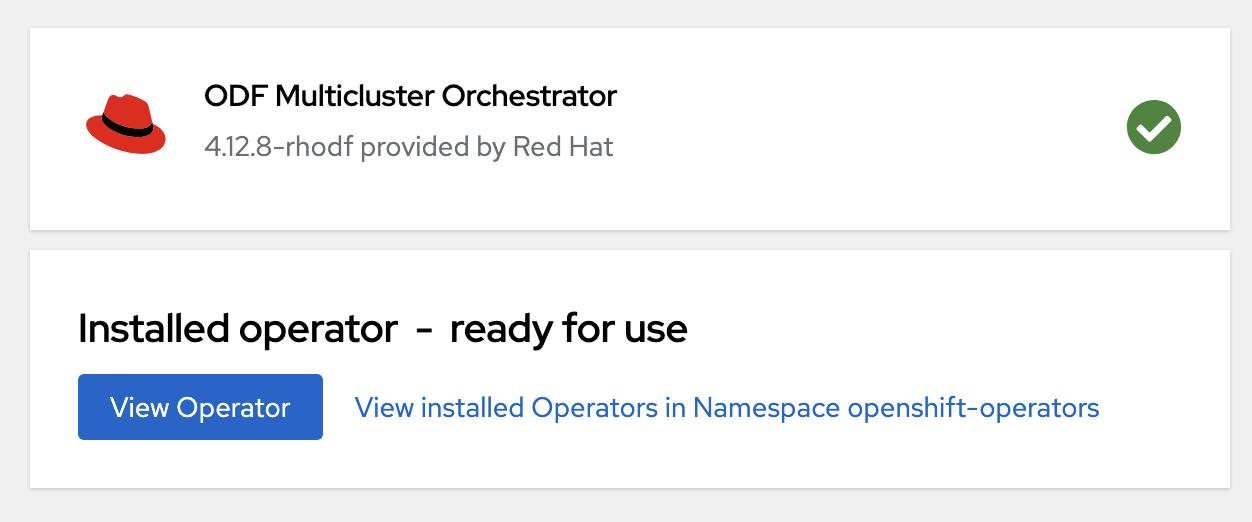 ODF Multicluster Orchestrator
4.12.8-rhodf provided by Red Hat
Installed operator - ready for use
View Operator
View installed Operators in Namespace openshift-operators